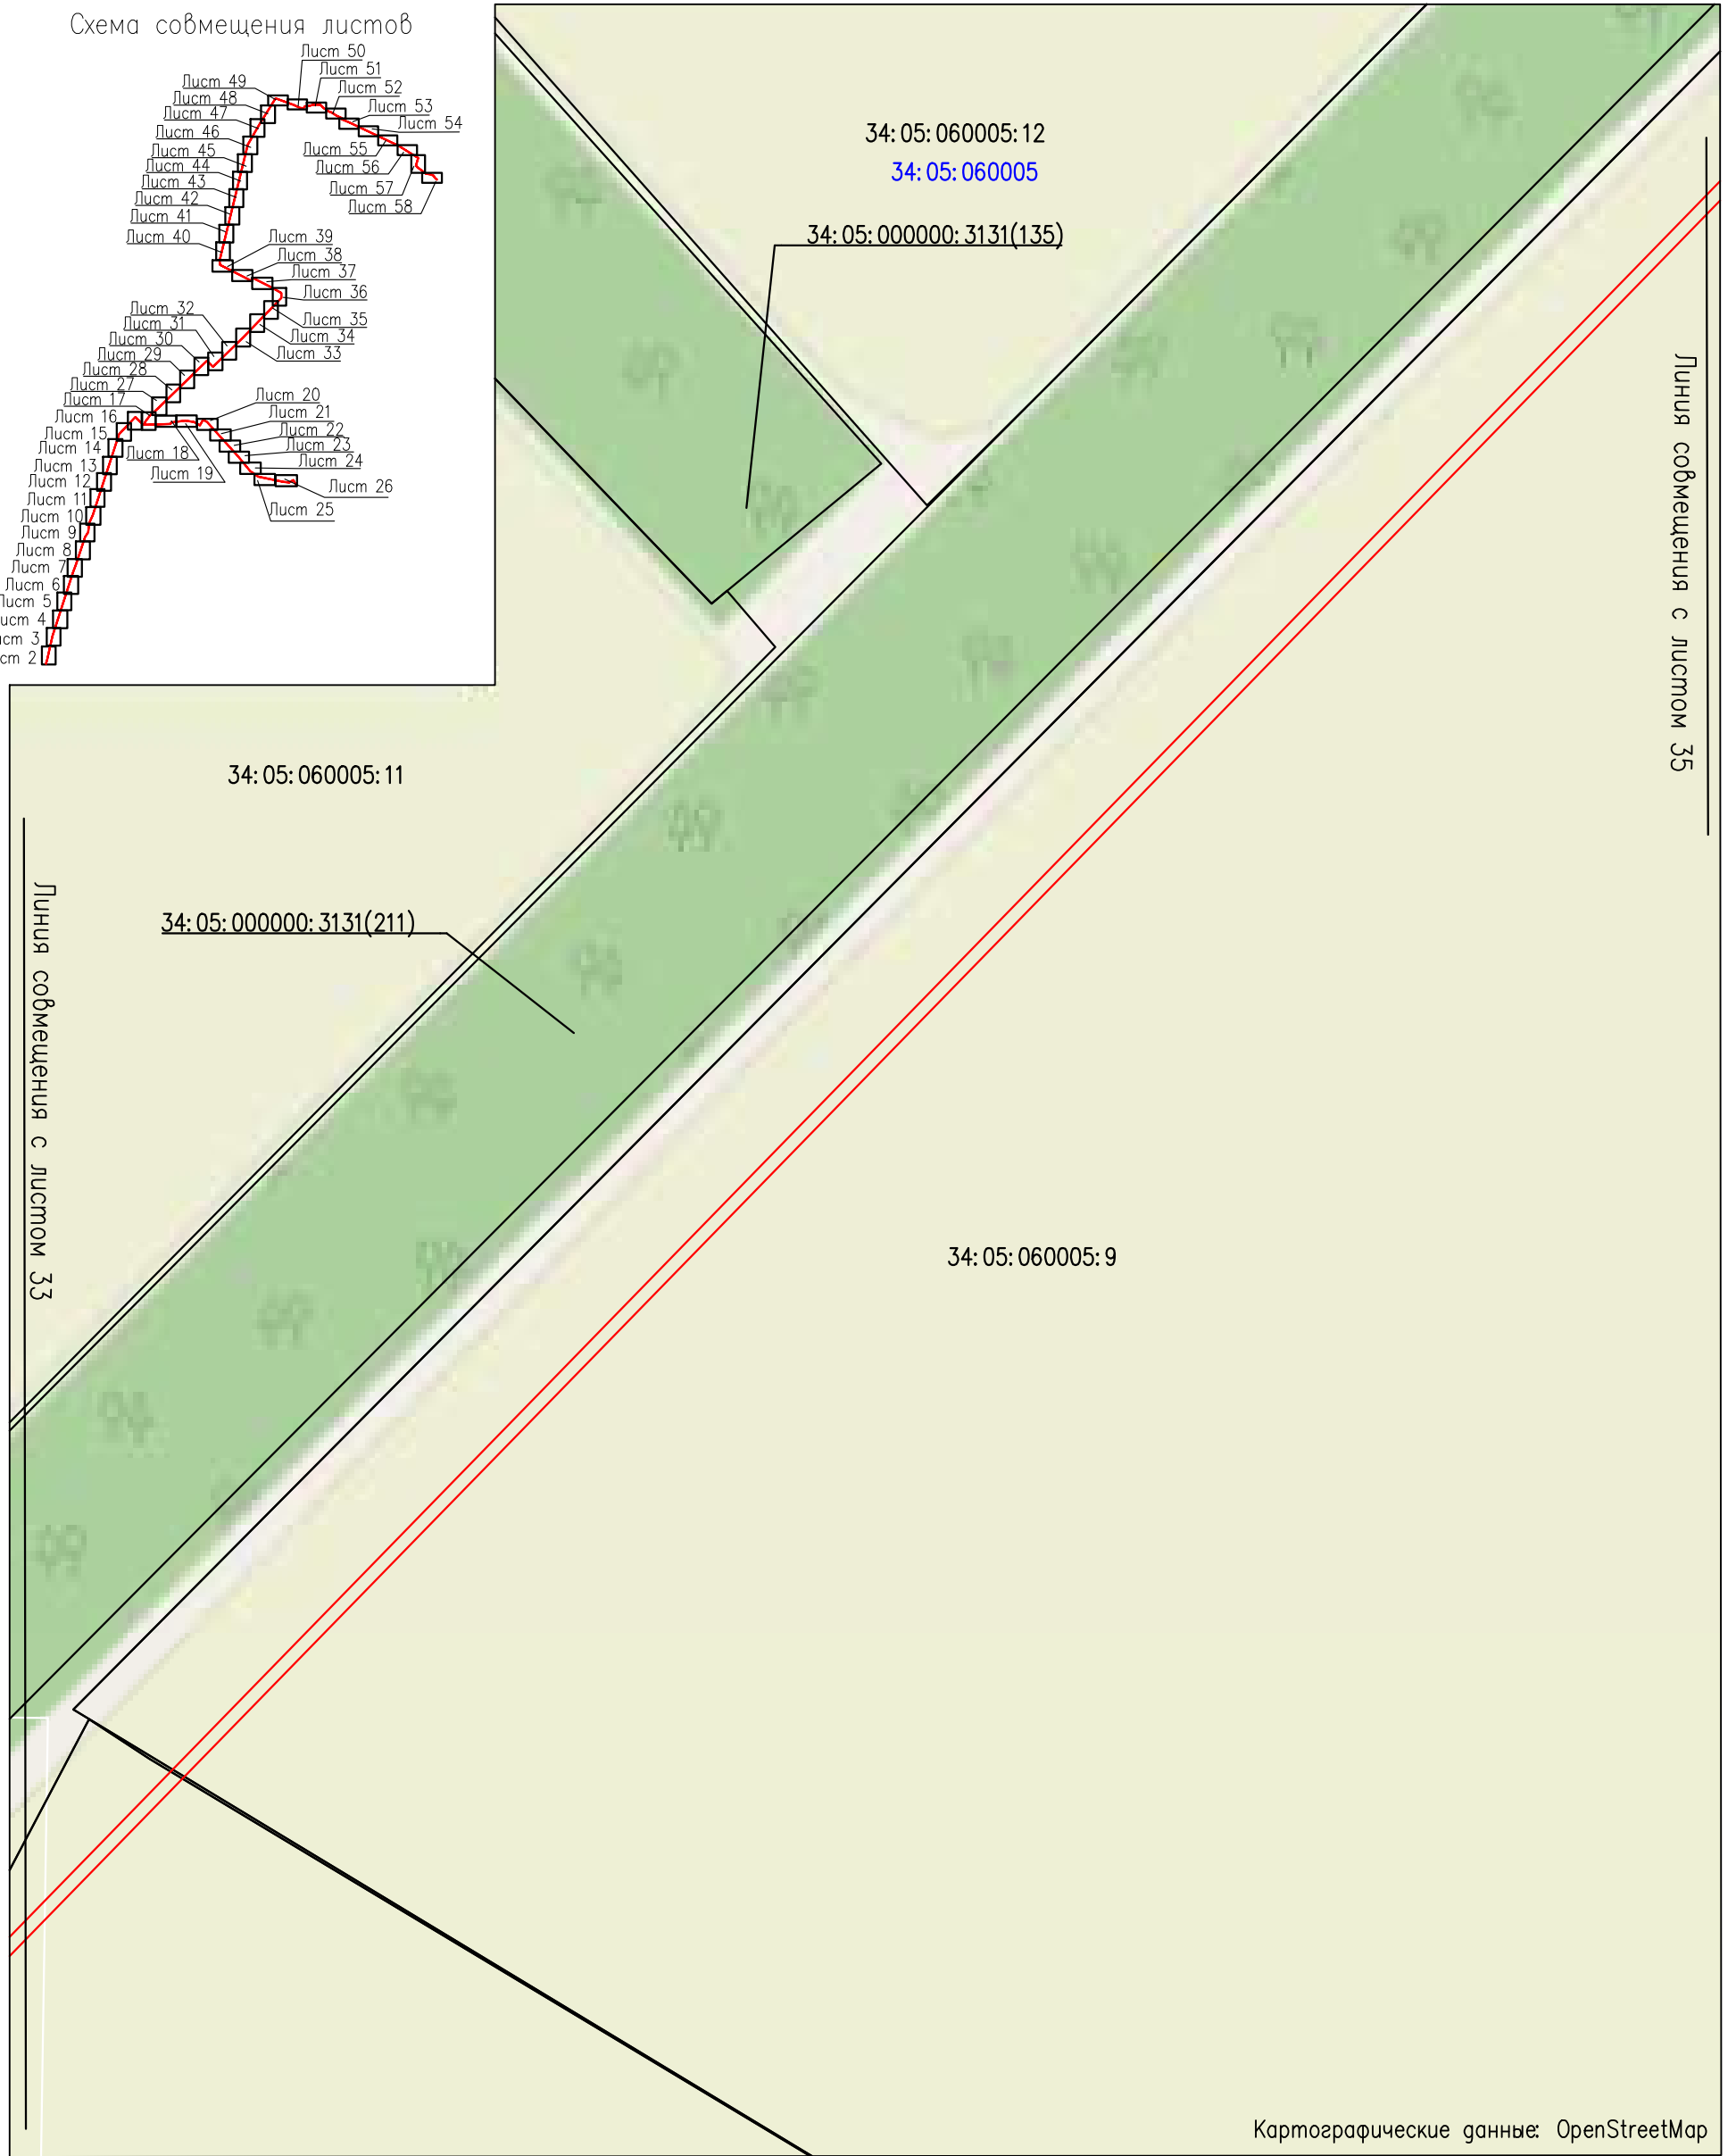 Схема совмещения листов
Лист 50
Лист 51
Лист 49
Лист 52
Лист 48
Лист 53
Лист 47
Лист 54
Лист 46
Лист 55
Лист 45
Лист 56
Лист 44
Лист 57
Лист 43
Лист 58
Лист 42
Лист 41
Лист 40
Лист 39
Лист 38
Лист 37
Лист 36
Лист 32
Лист 35
Лист 31
Лист 34
Лист 30
Лист 33
Лист 29
Лист 28
Лист 27
Лист 20
Лист 17
Лист 21
Лист 16
Лист 22
Лист 15
Лист 23
Лист 14
Лист 18
Лист 24
Лист 13
Лист 19
Лист 12
Лист 26
Лист 11
Лист 25
Лист 10
Лист 9
Лист 8
Лист 7
Лист 6
Лист 5
ист 4
ст 3
ст 2
34:05:060005:12
34:05:060005
34:05:000000:3131(135)
Линия совмещения с листом 35
34:05:060005:11
34:05:000000:3131(211)
Линия совмещения с листом 33
34:05:060005:9
Картографические данные: OpenStreetMap